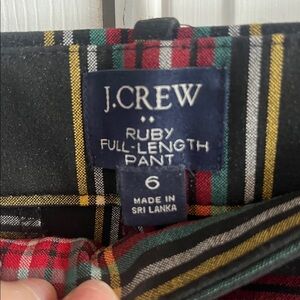 J.CREW
RUBY
FULL-LENGTH
PANT
6
MADE IN
SRI LANKA